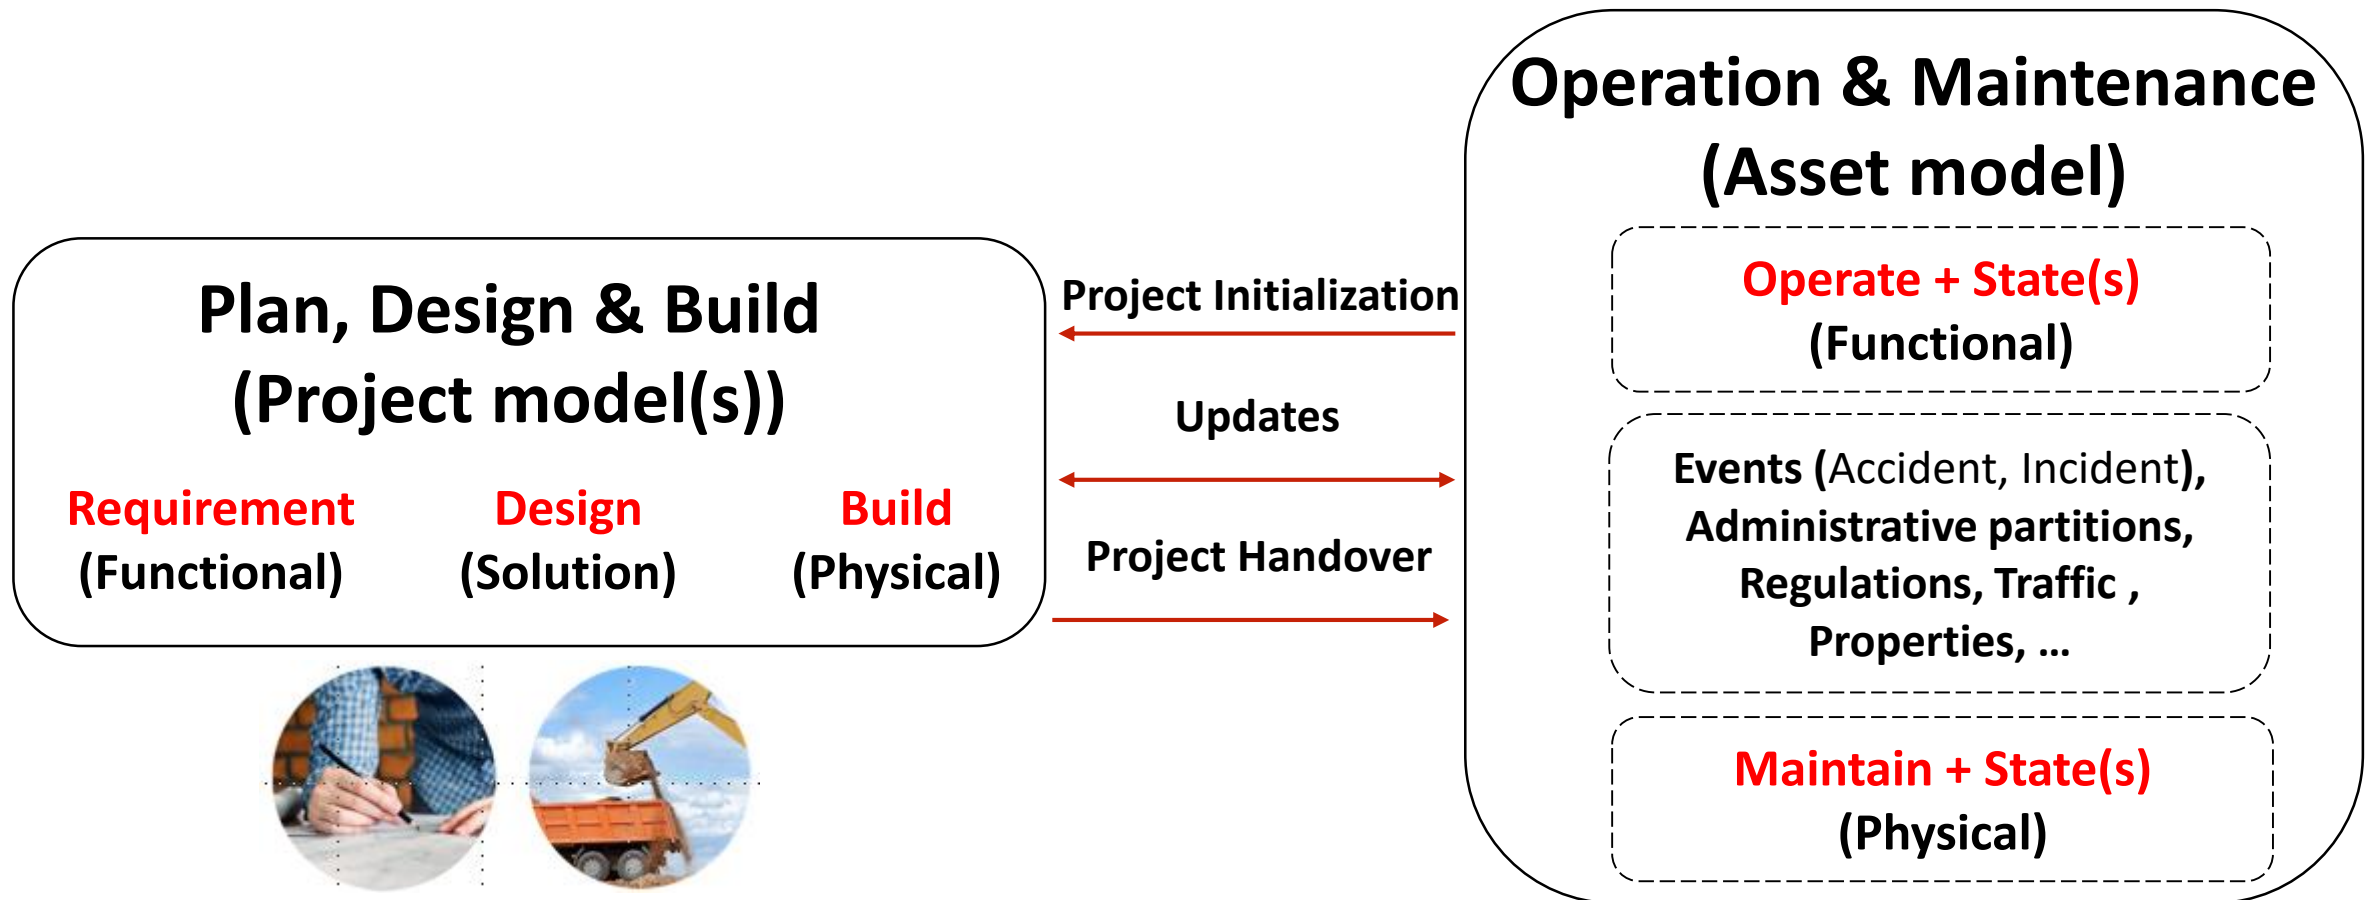 Plan, Design & Build
(Project model(s))
Requirement
(Functional)
Design
(Solution)
Build
(Physical)
Project Initialization
Updates
Project Handover
Operation & Maintenance
(Asset model)
Operate + State(s)
(Functional)
Events (Accident, Incident),
Administrative partitions,
Regulations, Traffic ,
Properties, ...
Maintain + State(s)
(Physical)